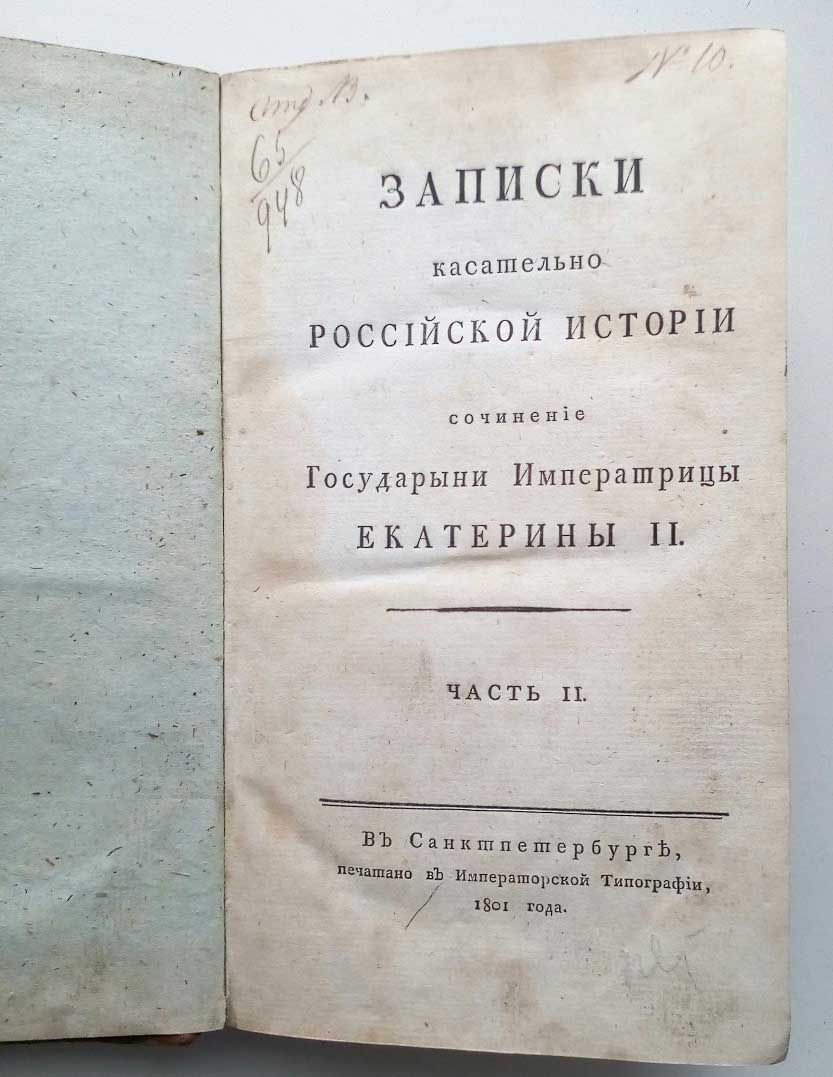 № 10.
65
948
ЗАПИСКИ
касательно
РОССІЙСКОЙ ИСТОРІИ
сочиненіе
Государыни Императрицы
ЕКАТЕРИНЫ II.
ЧАСТЬ II.
Въ Санктпетербургѣ,
печатано въ Императорской Типографіи,
1801 года.